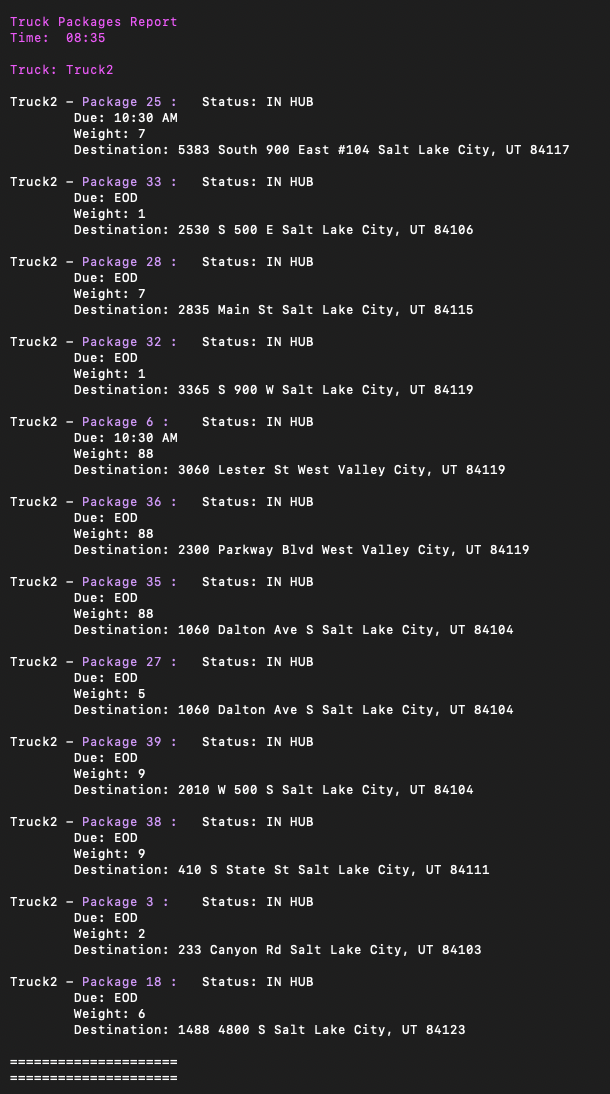 Truck Packages Report
Time:  08:35

Truck: Truck2

Truck2 – Package 25 :   Status: IN HUB
        Due: 10:30 AM
        Weight: 7
        Destination: 5383 South 900 East #104 Salt Lake City, UT 84117

Truck2 – Package 33 :   Status: IN HUB
        Due: EOD
        Weight: 1
        Destination: 2530 S 500 E Salt Lake City, UT 84106

Truck2 – Package 28 :   Status: IN HUB
        Due: EOD
        Weight: 7
        Destination: 2835 Main St Salt Lake City, UT 84115

Truck2 – Package 32 :   Status: IN HUB
        Due: EOD
        Weight: 1
        Destination: 3365 S 900 W Salt Lake City, UT 84119

Truck2 – Package 6 :    Status: IN HUB
        Due: 10:30 AM
        Weight: 88
        Destination: 3060 Lester St West Valley City, UT 84119

Truck2 – Package 36 :   Status: IN HUB
        Due: EOD
        Weight: 88
        Destination: 2300 Parkway Blvd West Valley City, UT 84119

Truck2 – Package 35 :   Status: IN HUB
        Due: EOD
        Weight: 88
        Destination: 1060 Dalton Ave S Salt Lake City, UT 84104

Truck2 – Package 27 :   Status: IN HUB
        Due: EOD
        Weight: 5
        Destination: 1060 Dalton Ave S Salt Lake City, UT 84104

Truck2 – Package 39 :   Status: IN HUB
        Due: EOD
        Weight: 9
        Destination: 2010 W 500 S Salt Lake City, UT 84104

Truck2 – Package 38 :   Status: IN HUB
        Due: EOD
        Weight: 9
        Destination: 410 S State St Salt Lake City, UT 84111

Truck2 – Package 3 :    Status: IN HUB
        Due: EOD
        Weight: 2
        Destination: 233 Canyon Rd Salt Lake City, UT 84103

Truck2 – Package 18 :   Status: IN HUB
        Due: EOD
        Weight: 6
        Destination: 1488 4800 S Salt Lake City, UT 84123

=====================
=====================